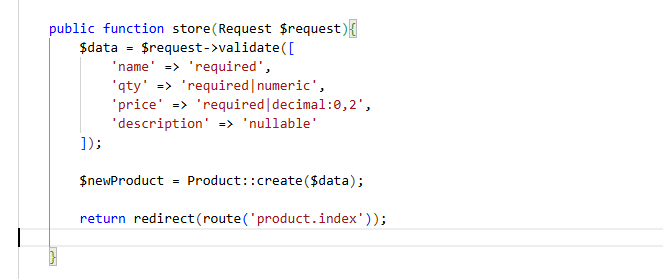 public function store(Request $request){
$data = $request->validate([
'name' => 'required',
'qty' => 'required|numeric',
'price' => 'required|decimal:0,2',
'description' => 'nullable'
]);
$newProduct = Product::create($data);
return redirect(route('product.index'));
}